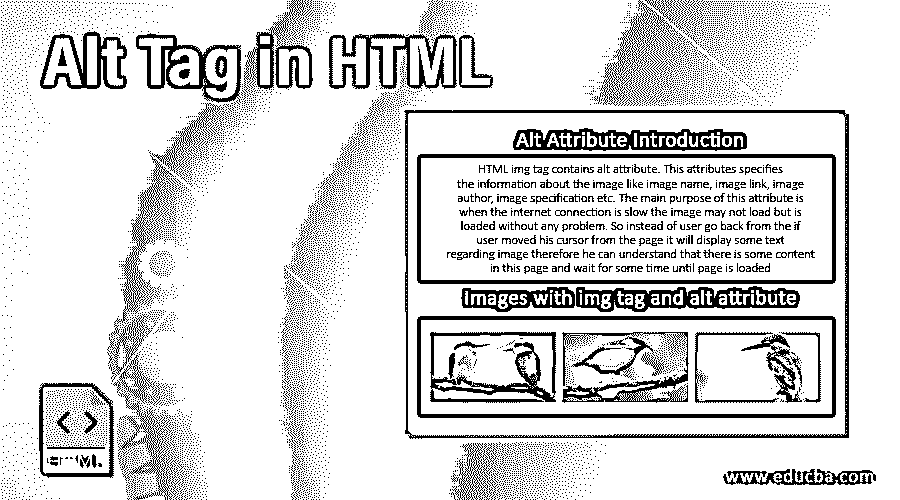 Alt Tag in HTML
Alt Attribute Introduction
HTML img tag contains alt attribute. This attributes specifies
the information about the image like image name, image link, image
author, image specification etc. The main purpose of this attribute is
when the internet connection is slow the image may not load but is
loaded without any problem. So instead of user go back from the if
user moved his cursor from the page it will display some text
regarding image therefore he can understand that there is some content
in this page and wait for some time until page is loaded
Images with img tag and alt attribute
www.educba.com